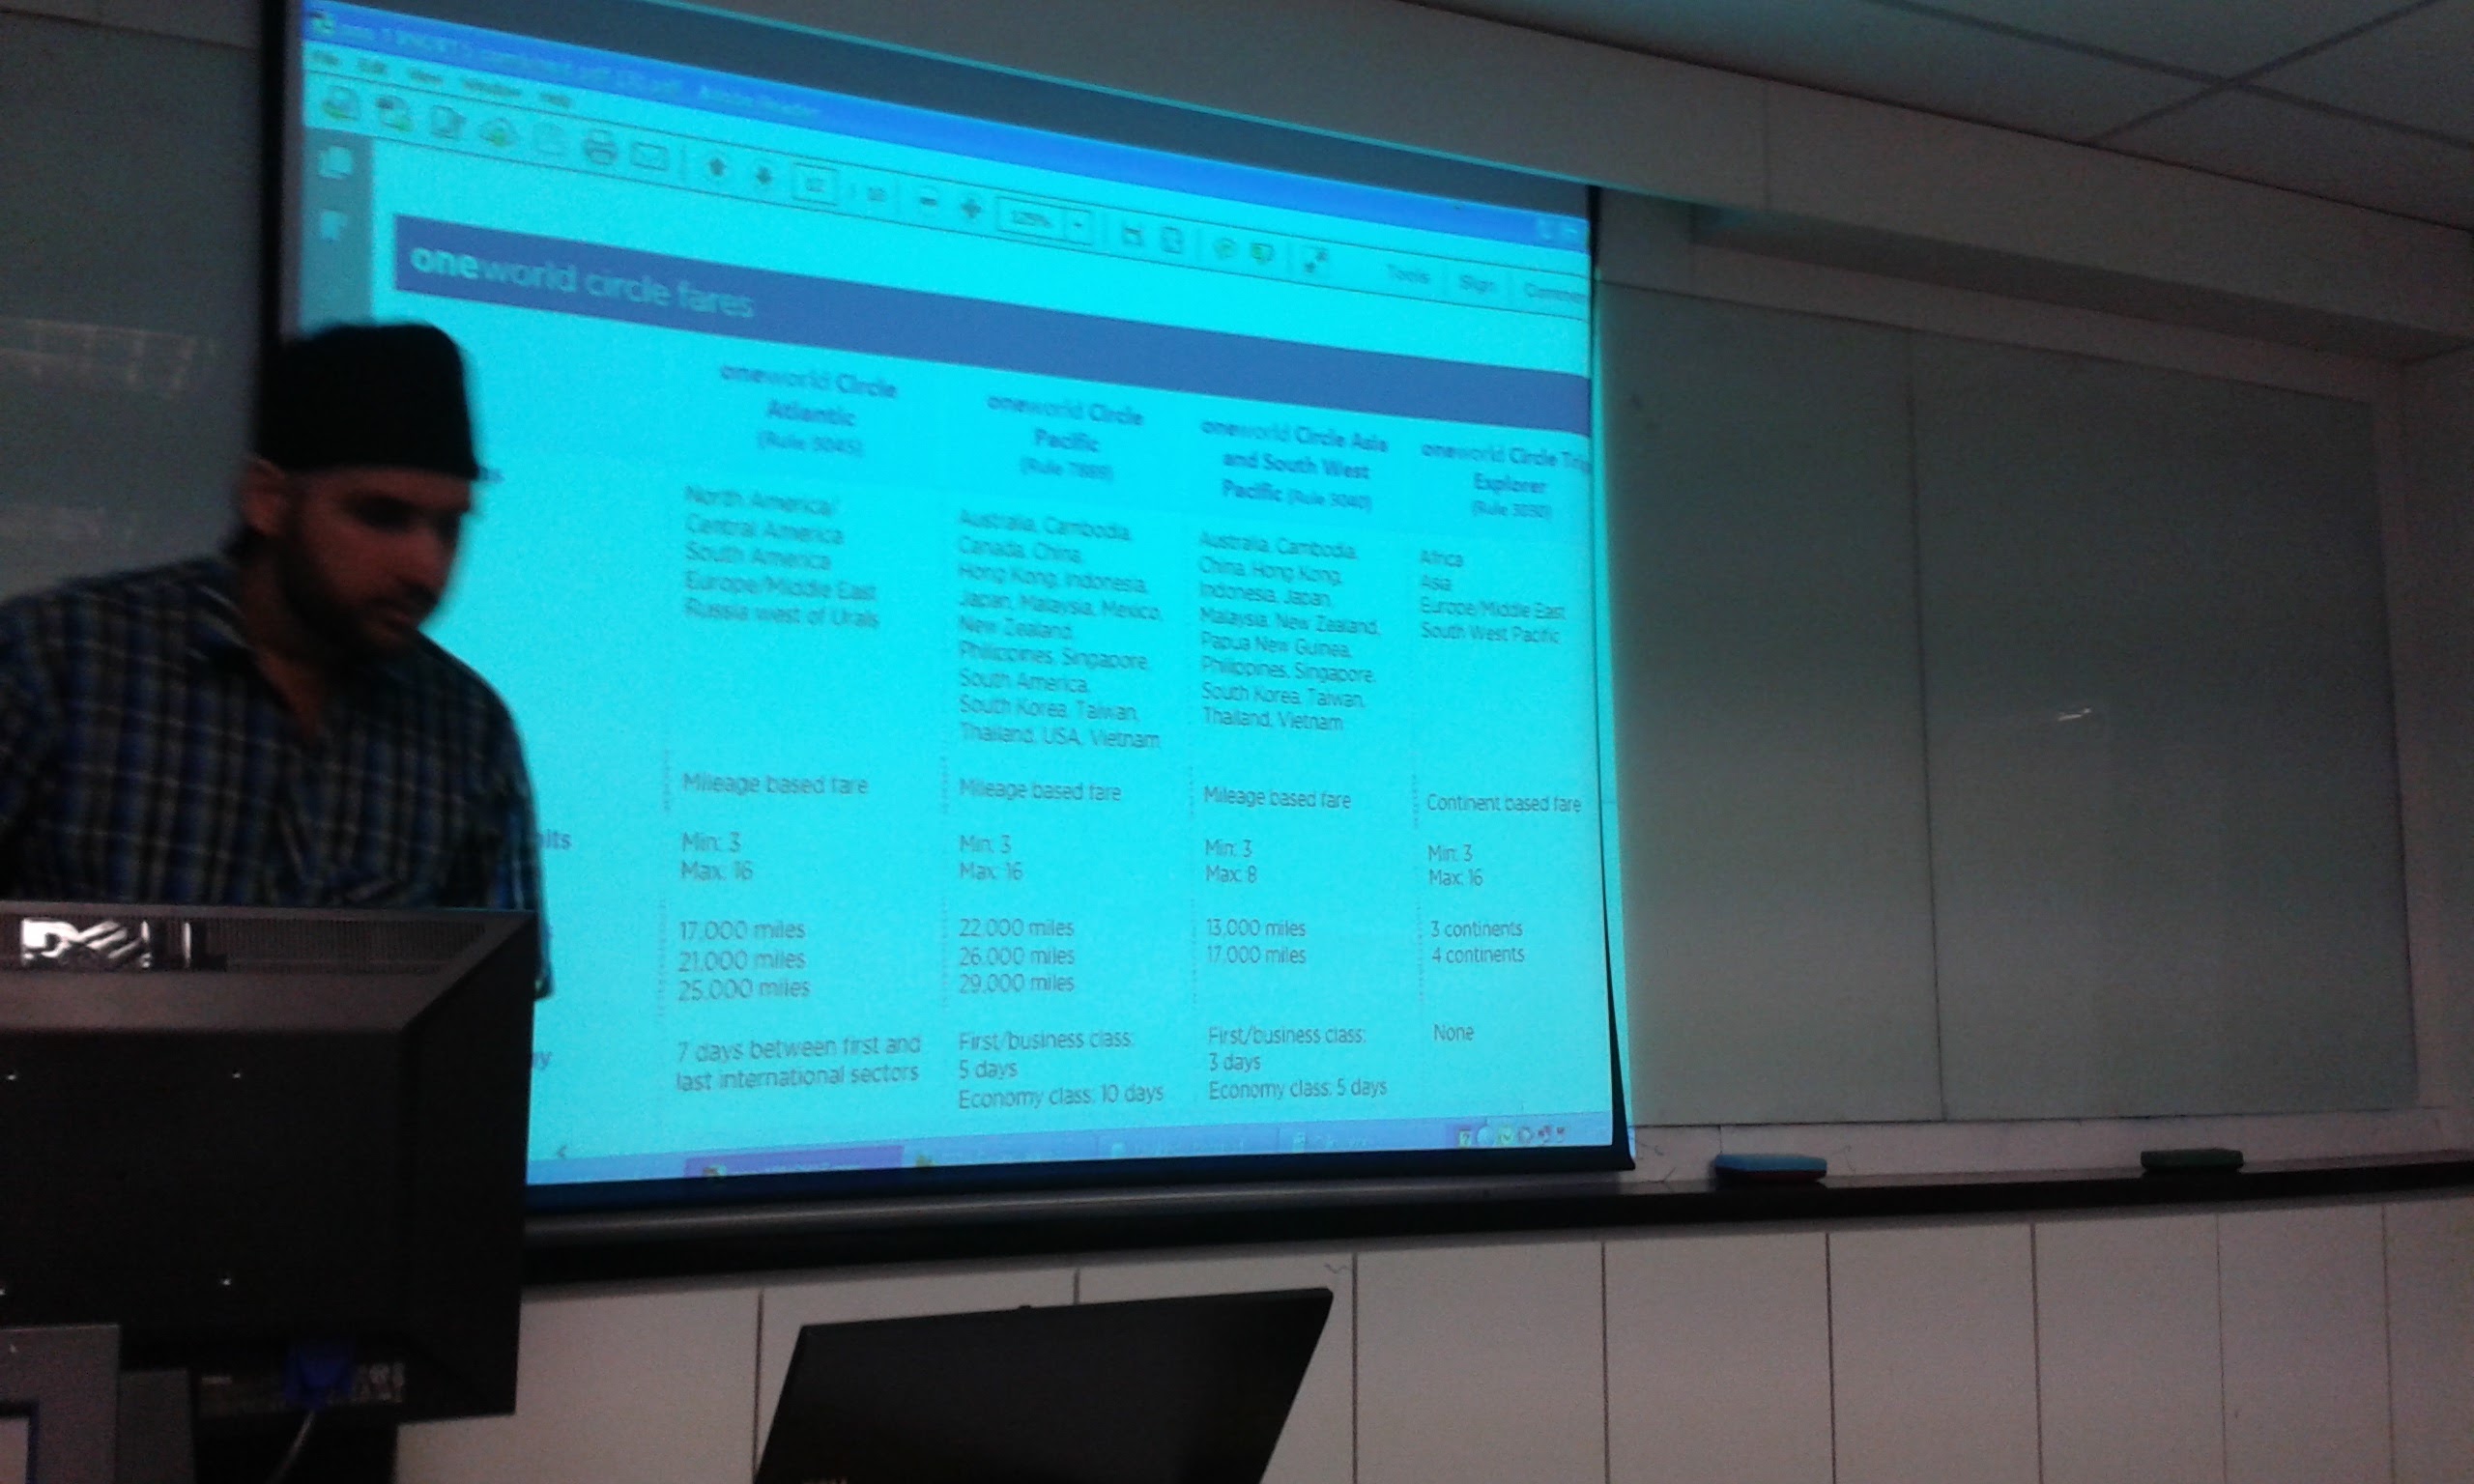 File Edit View Window Help
125%
Tools Sign
oneworld circle fares
oneworld Circle
Atlantic
(Rule 3045)
oneworld Circle
Pacific
oneworld Circle Asia
and South West
Pacific (Rule 3040)
oneworld Circle
Explorer
North America/
Central America
South America
Europe/Middle East
Russia west of Urals
Australia, Cambodia,
Canada, China,
Hong Kong, Indonesia,
Japan, Malaysia, Mexico,
New Zealand,
Philippines, Singapore,
South America,
South Korea, Taiwan,
Thailand, USA, Vietnam
Australia, Cambodia,
China, Hong Kong,
Indonesia, Japan,
Malaysia, New Zealand,
Papua New Guinea,
Philippines, Singapore,
South Korea, Taiwan,
Thailand, Vietnam
Africa
Asia
Europe/Middle East
South West Pacific
Mileage based fare
Mileage based fare
Mileage based fare
Continent based fare
Min: 3
Max: 16
Min: 3
Max: 16
Min: 3
Max: 8
Min: 3
Max: 16
17,000 miles
21,000 miles
25,000 miles
22,000 miles
26,000 miles
29,000 miles
13,000 miles
17,000 miles
3 continents
4 continents
7 days between first and
last international sectors
First/business class:
5 days
Economy class: 10 days
First/business class:
3 days
Economy class: 5 days
None
DELL